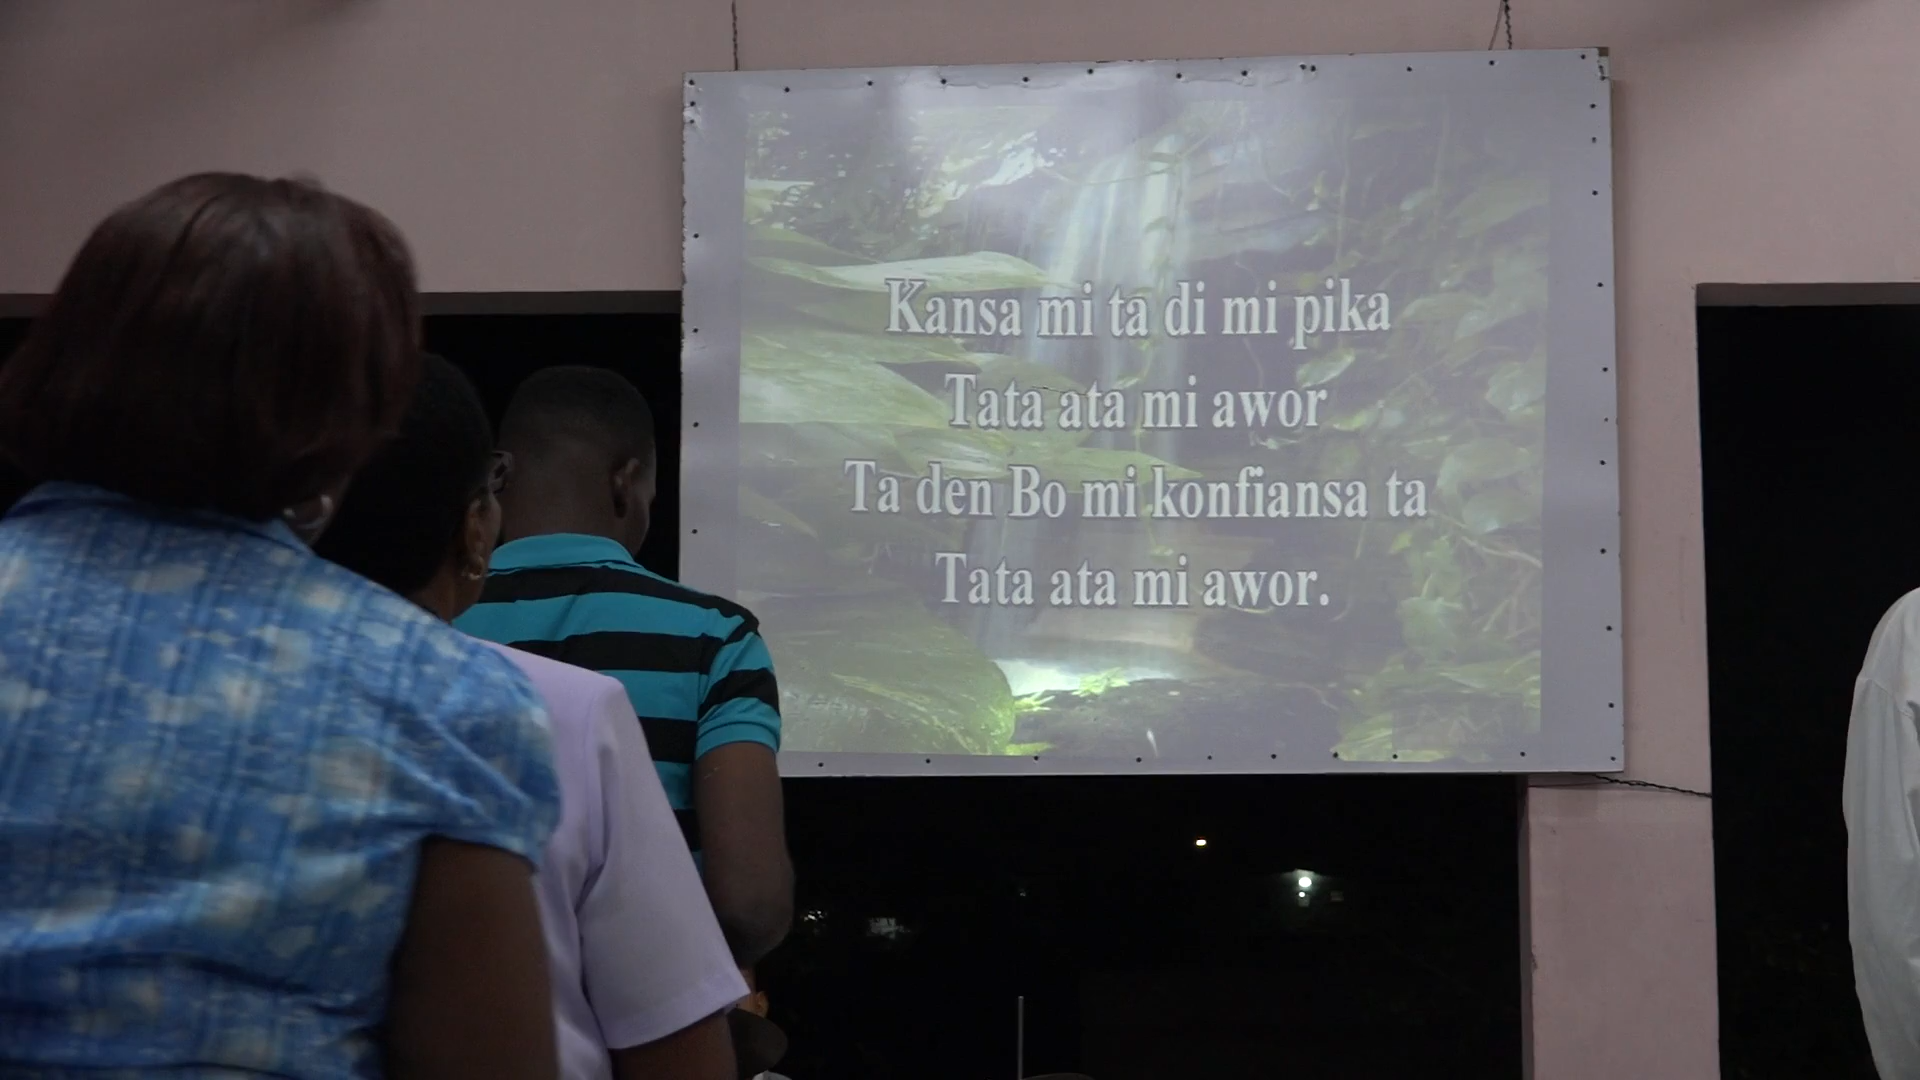 Kansa mi ta di mi pika
Tata ata mi awor
Ta den Bo mi konfiansa ta
Tata ata mi awor.